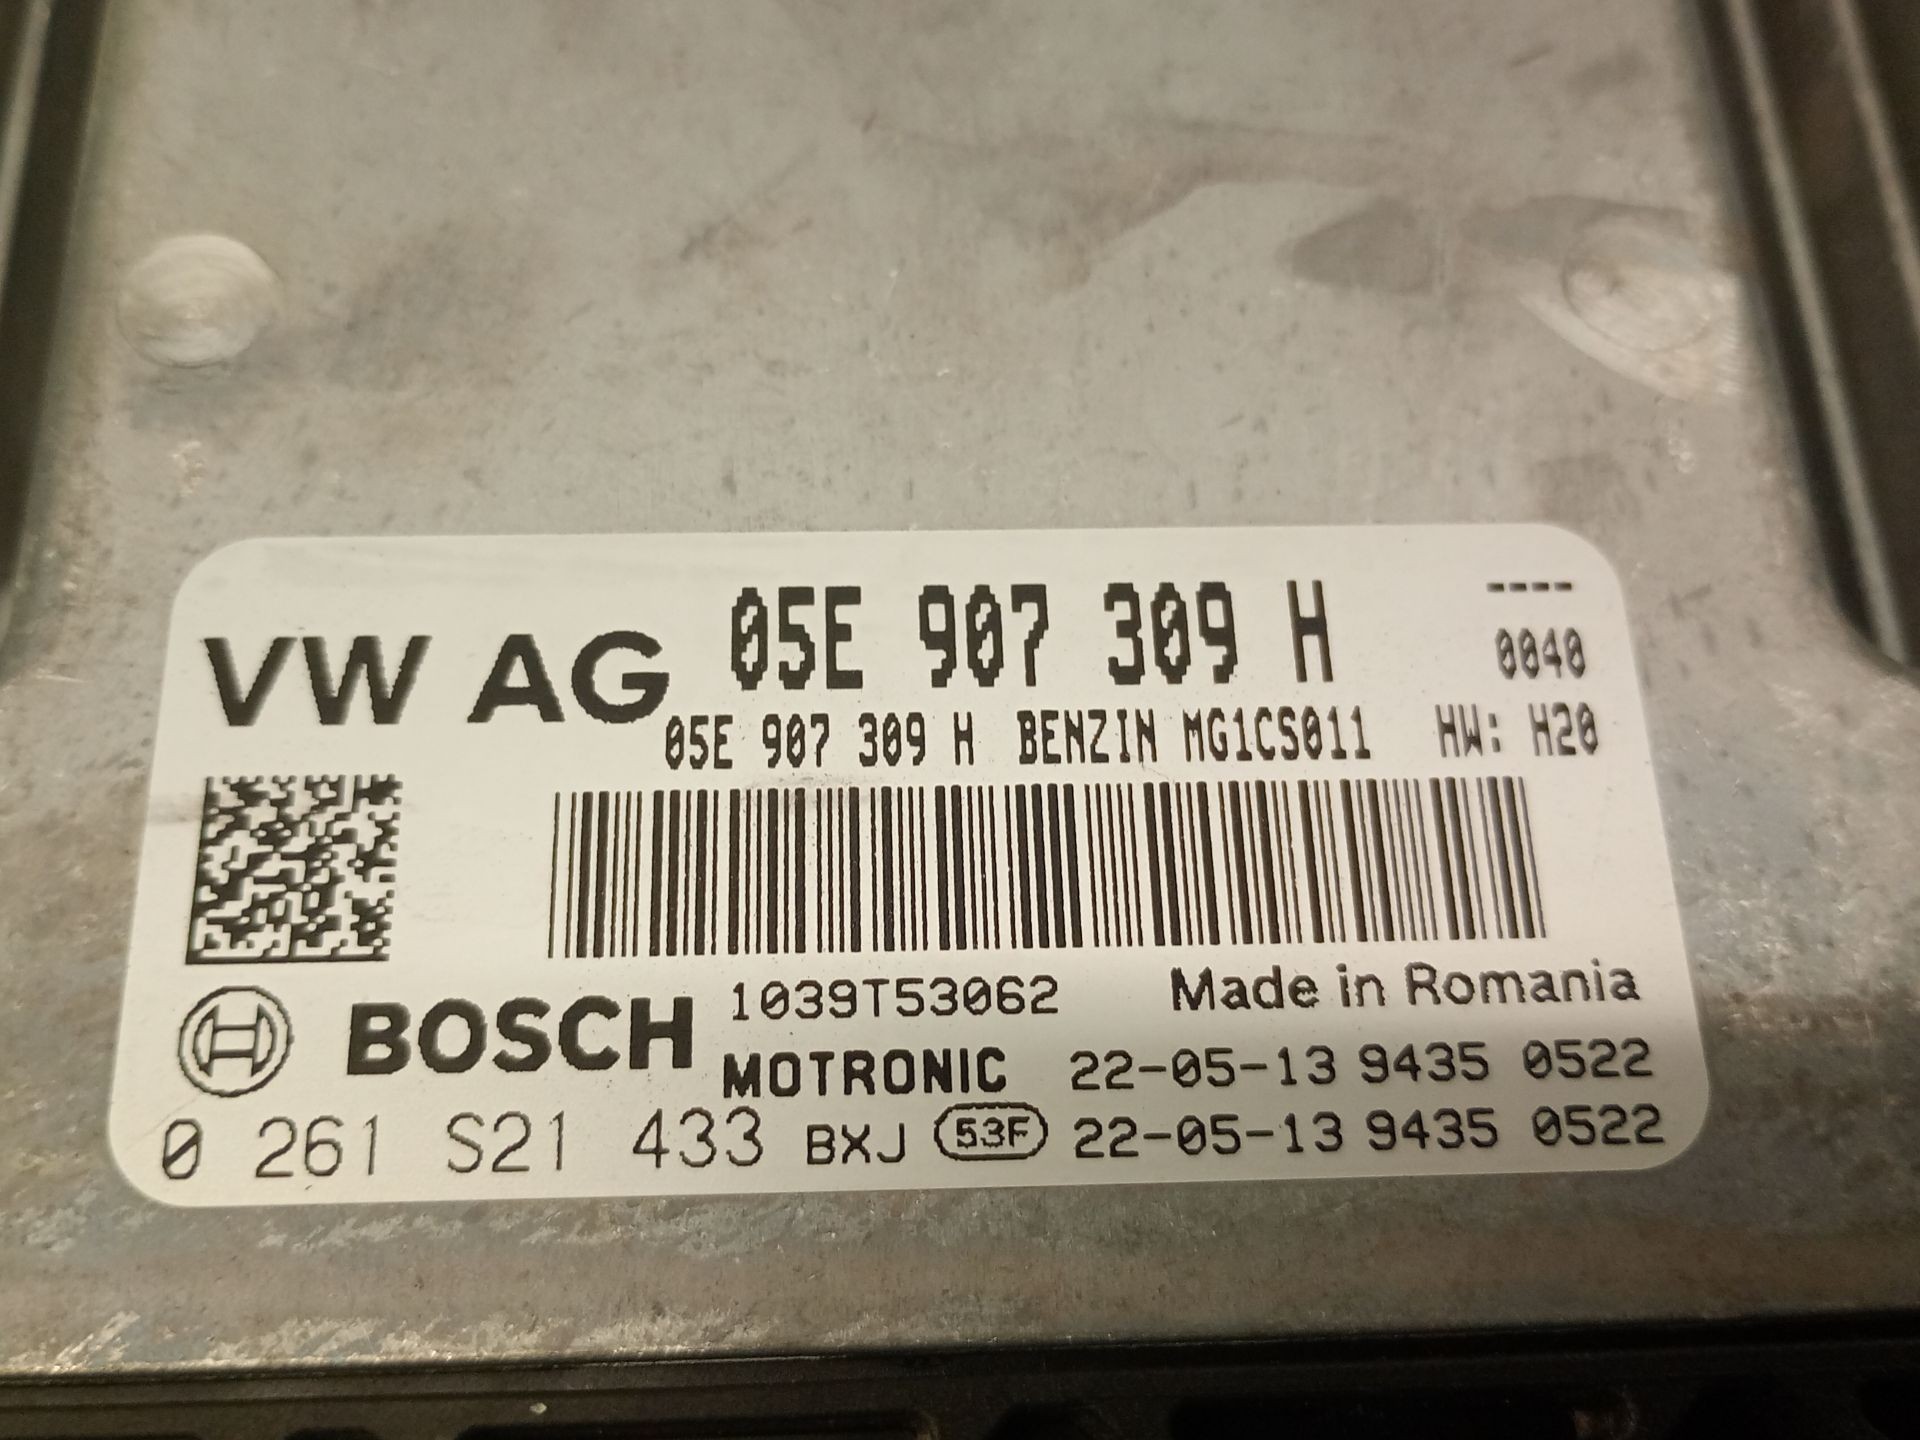 VW AG 05E 907 309 H ----
0040
05E 907 309 H BENZIN MG1CS011 HW: H20
BOSCH 1039T53062 Made in Romania
MOTRONIC 22-05-13 9435 0522
0 261 S21 433 BXJ 53F 22-05-13 9435 0522